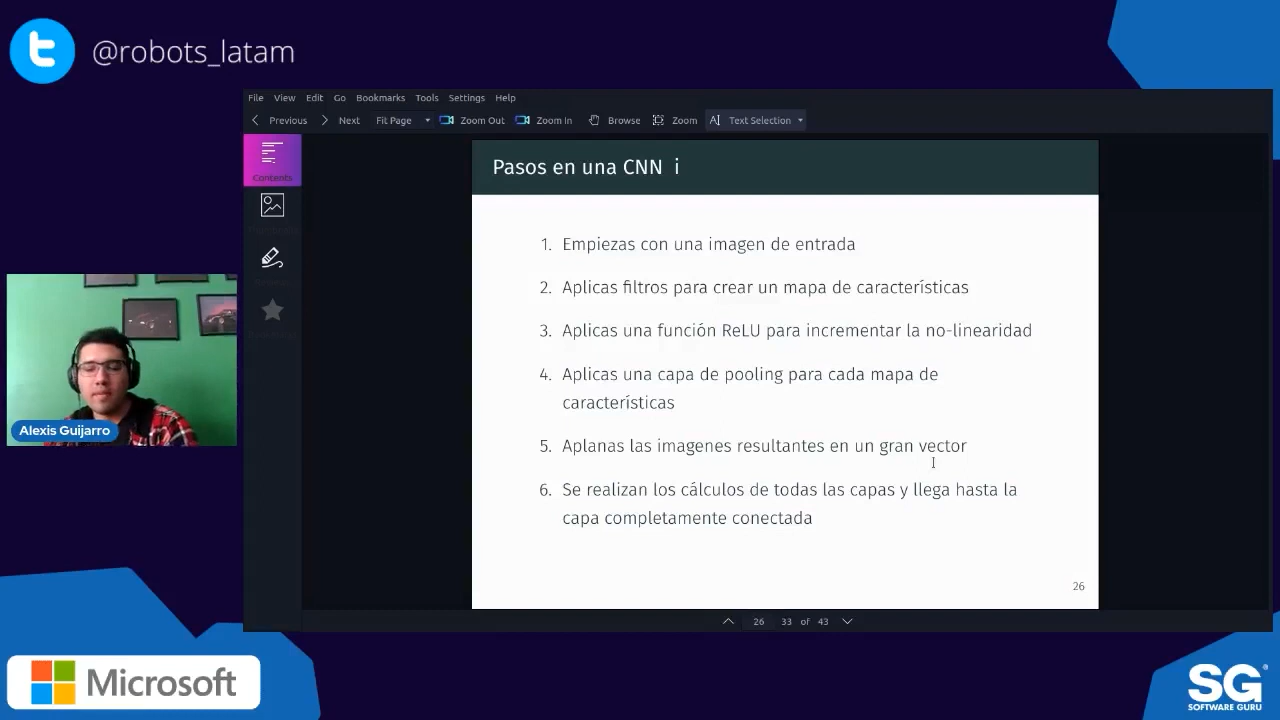 @robots_latam
File View Edit Go Bookmarks Tools Settings Help
Previous Next Fit Page Zoom Out Zoom In Browse Zoom Text Selection
Contents
Pasos en una CNN i
1. Empiezas con una imagen de entrada
2. Aplicas filtros para crear un mapa de características
3. Aplicas una función ReLU para incrementar la no-linearidad
4. Aplicas una capa de pooling para cada mapa de
características
5. Aplanas las imagenes resultantes en un gran vector
6. Se realizan los cálculos de todas las capas y llega hasta la
capa completamente conectada
26
26 33 of 43
Alexis Guijarro
Microsoft
SG
SOFTWARE GURU